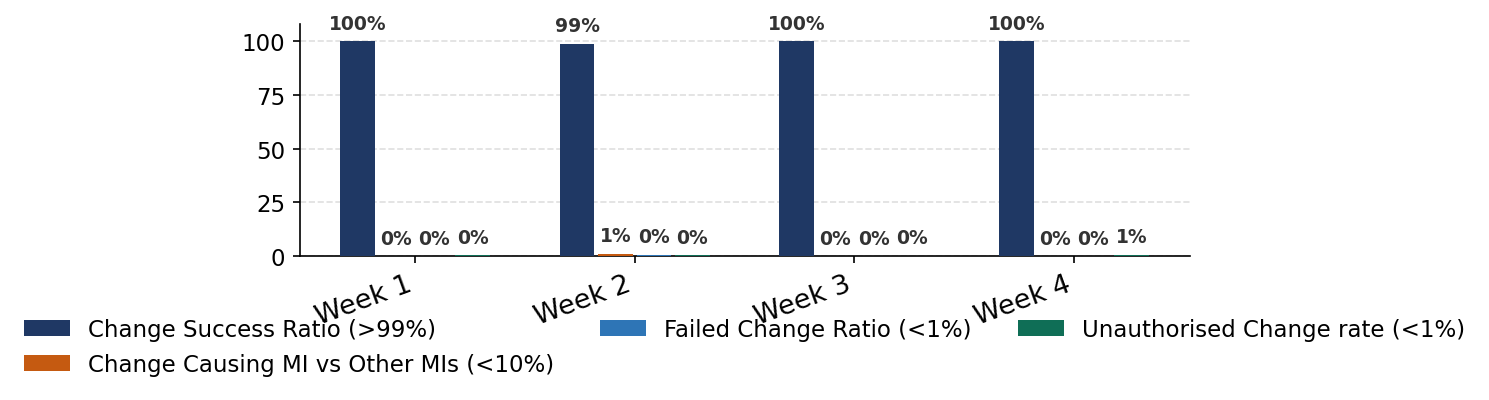 100% 99% 100% 100%
100
75
50
25
0% 0% 0% 1% 0% 0% 0% 0% 0% 0% 0% 1%
0
Week 1 Week 2 Week 3 Week 4
Change Success Ratio (>99%) Failed Change Ratio (<1%) Unauthorised Change rate (<1%)
Change Causing MI vs Other MIs (<10%)